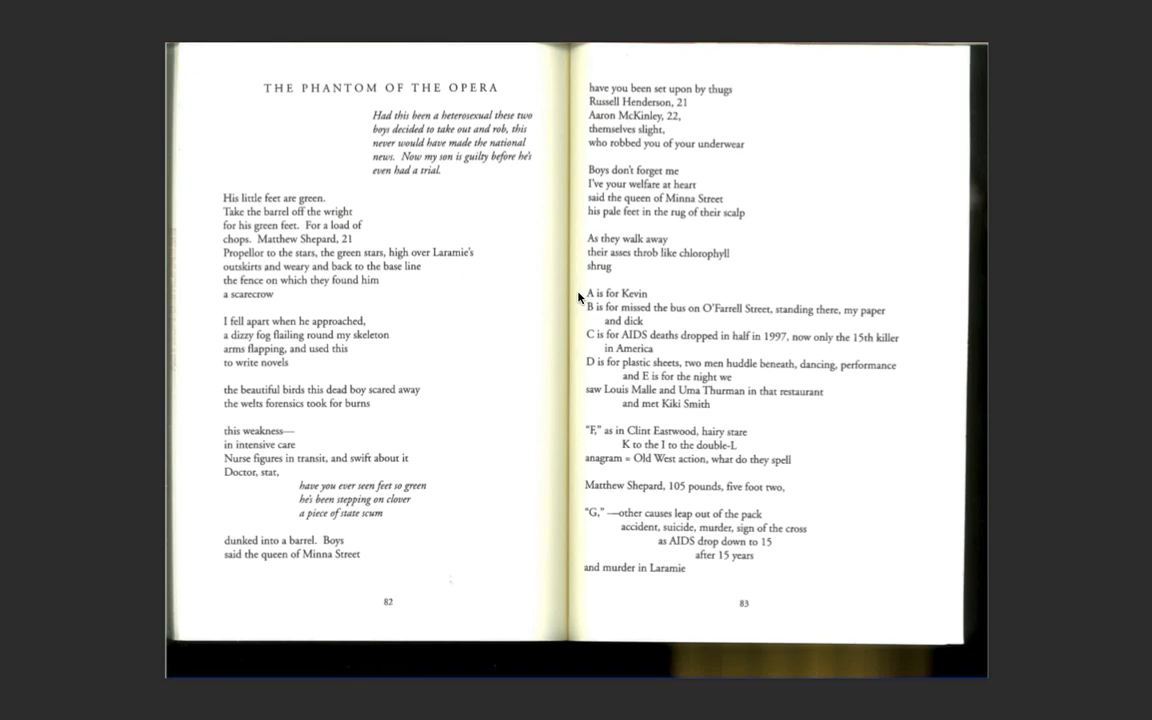 THE PHANTOM OF THE OPERA
Had this been a heterosexual these two
boys decided to take out and rob, this
never would have made the national
news. Now my son is guilty before he's
even had a trial.
His little feet are green.
Take the barrel off the wright
for his green feet. For a load of
chops. Matthew Shepard, 21
Propellor to the stars, the green stars, high over Laramie's
outskirts and weary and back to the base line
the fence on which they found him
a scarecrow
I fell apart when he approached,
a dizzy fog flailing round my skeleton
arms flapping, and used this
to write novels
the beautiful birds this dead boy scared away
the welts forensics took for burns
this weakness—
in intensive care
Nurse figures in transit, and swift about it
Doctor, stat,
have you ever seen feet so green
he's been stepping on clover
a piece of state scum
dunked into a barrel. Boys
said the queen of Minna Street
82
have you been set upon by thugs
Russell Henderson, 21
Aaron McKinley, 22,
themselves slight,
who robbed you of your underwear
Boys don't forget me
I've your welfare at heart
said the queen of Minna Street
his pale feet in the rug of their scalp
As they walk away
their asses throb like chlorophyll
shrug
A is for Kevin
B is for missed the bus on O'Farrell Street, standing there, my paper
and dick
C is for AIDS deaths dropped in half in 1997, now only the 15th killer
in America
D is for plastic sheets, two men huddle beneath, dancing, performance
and E is for the night we
saw Louis Malle and Uma Thurman in that restaurant
and met Kiki Smith
"F," as in Clint Eastwood, hairy stare
K to the I to the double-L
anagram = Old West action, what do they spell
Matthew Shepard, 105 pounds, five foot two,
"G," —other causes leap out of the pack
accident, suicide, murder, sign of the cross
as AIDS drop down to 15
after 15 years
and murder in Laramie
83